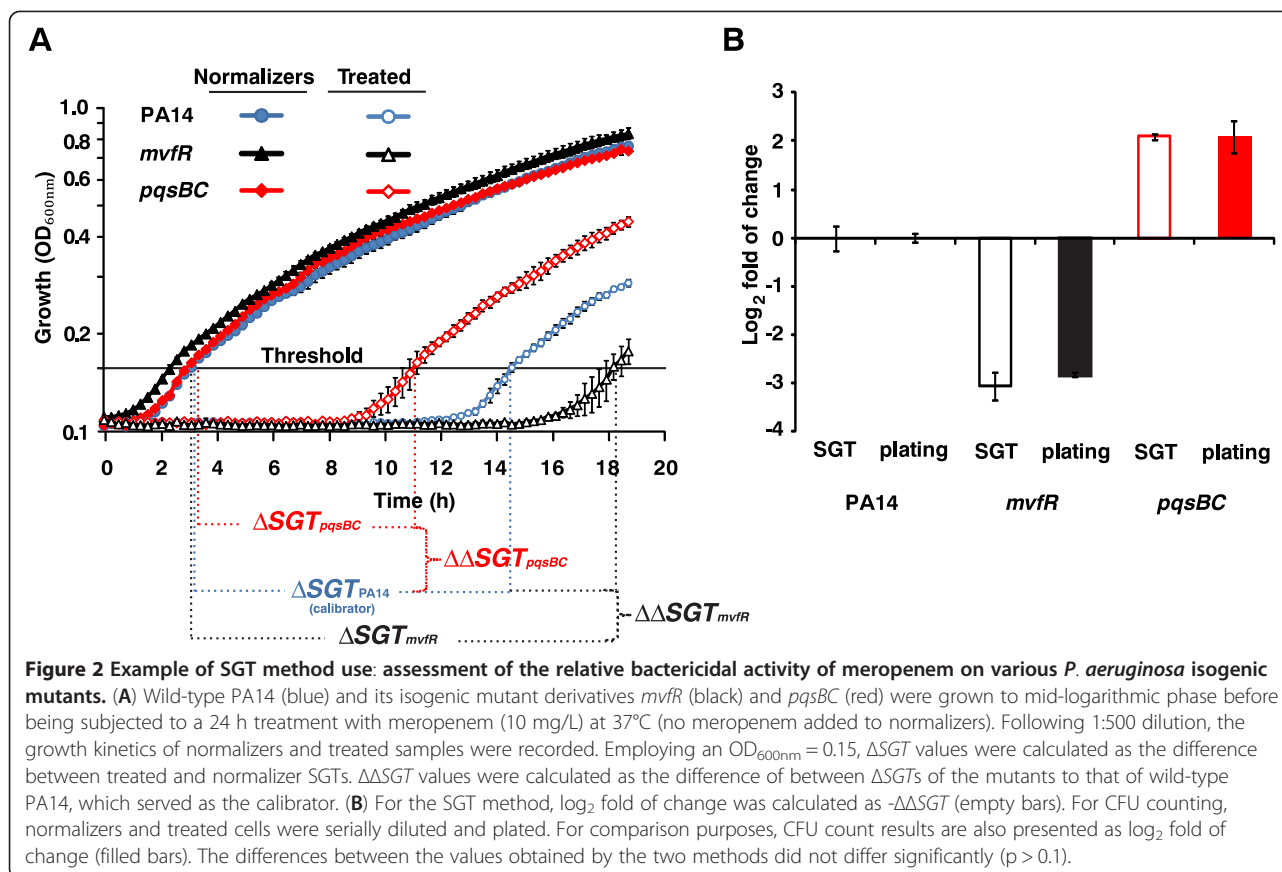 A
Normalizers Treated
PA14
mvfR
pqsBC
1.0
0.8
0.6
0.4
0.2
0.1
Growth (OD600nm)
Threshold
0 2 4 6 8 10 12 14 16 18 20
Time (h)
ΔSGTpqsBC
ΔΔSGTpqsBC
ΔSGTPA14
(calibrator)
ΔΔSGTmvfR
ΔSGTmvfR
B
3
2
1
0
-1
-2
-3
-4
Log2 fold of change
SGT plating SGT plating SGT plating
PA14 mvfR pqsBC
Figure 2 Example of SGT method use: assessment of the relative bactericidal activity of meropenem on various P. aeruginosa isogenic
mutants. (A) Wild-type PA14 (blue) and its isogenic mutant derivatives mvfR (black) and pqsBC (red) were grown to mid-logarithmic phase before
being subjected to a 24 h treatment with meropenem (10 mg/L) at 37°C (no meropenem added to normalizers). Following 1:500 dilution, the
growth kinetics of normalizers and treated samples were recorded. Employing an OD600nm = 0.15, ΔSGT values were calculated as the difference
between treated and normalizer SGTs. ΔΔSGT values were calculated as the difference of between ΔSGTs of the mutants to that of wild-type
PA14, which served as the calibrator. (B) For the SGT method, log2 fold of change was calculated as -ΔΔSGT (empty bars). For CFU counting,
normalizers and treated cells were serially diluted and plated. For comparison purposes, CFU count results are also presented as log2 fold of
change (filled bars). The differences between the values obtained by the two methods did not differ significantly (p > 0.1).